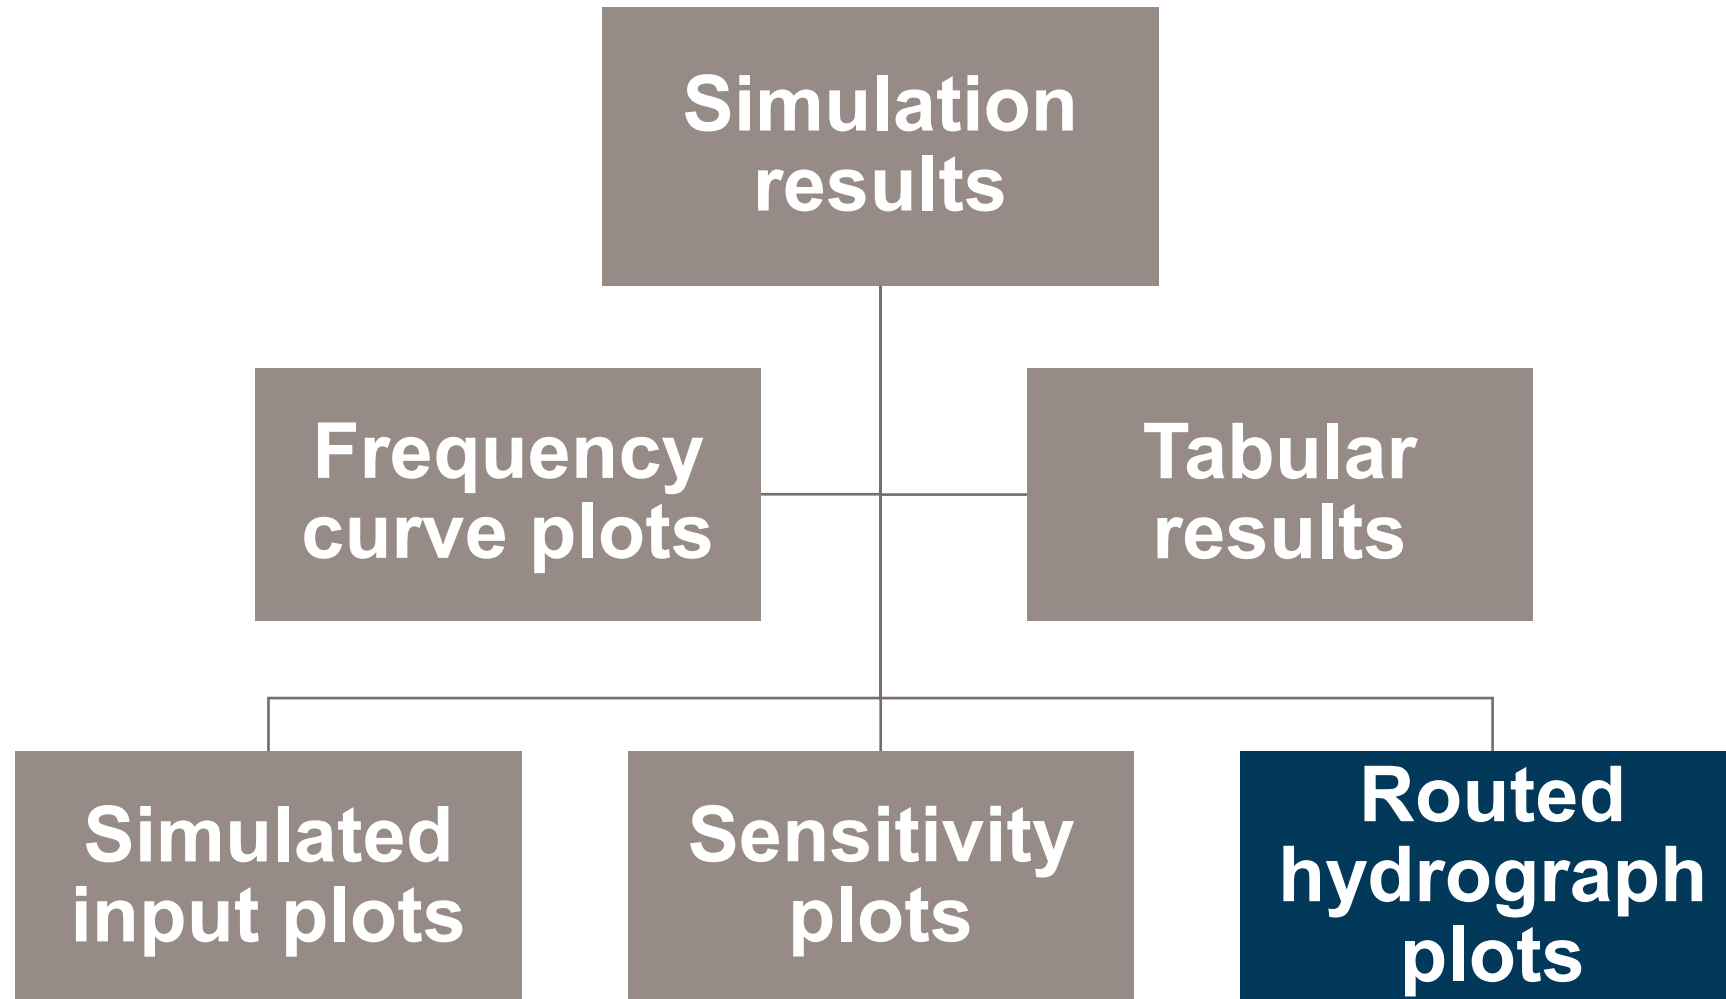 Simulation
results
Frequency
curve plots
Tabular
results
Simulated
input plots
Sensitivity
plots
Routed
hydrograph
plots